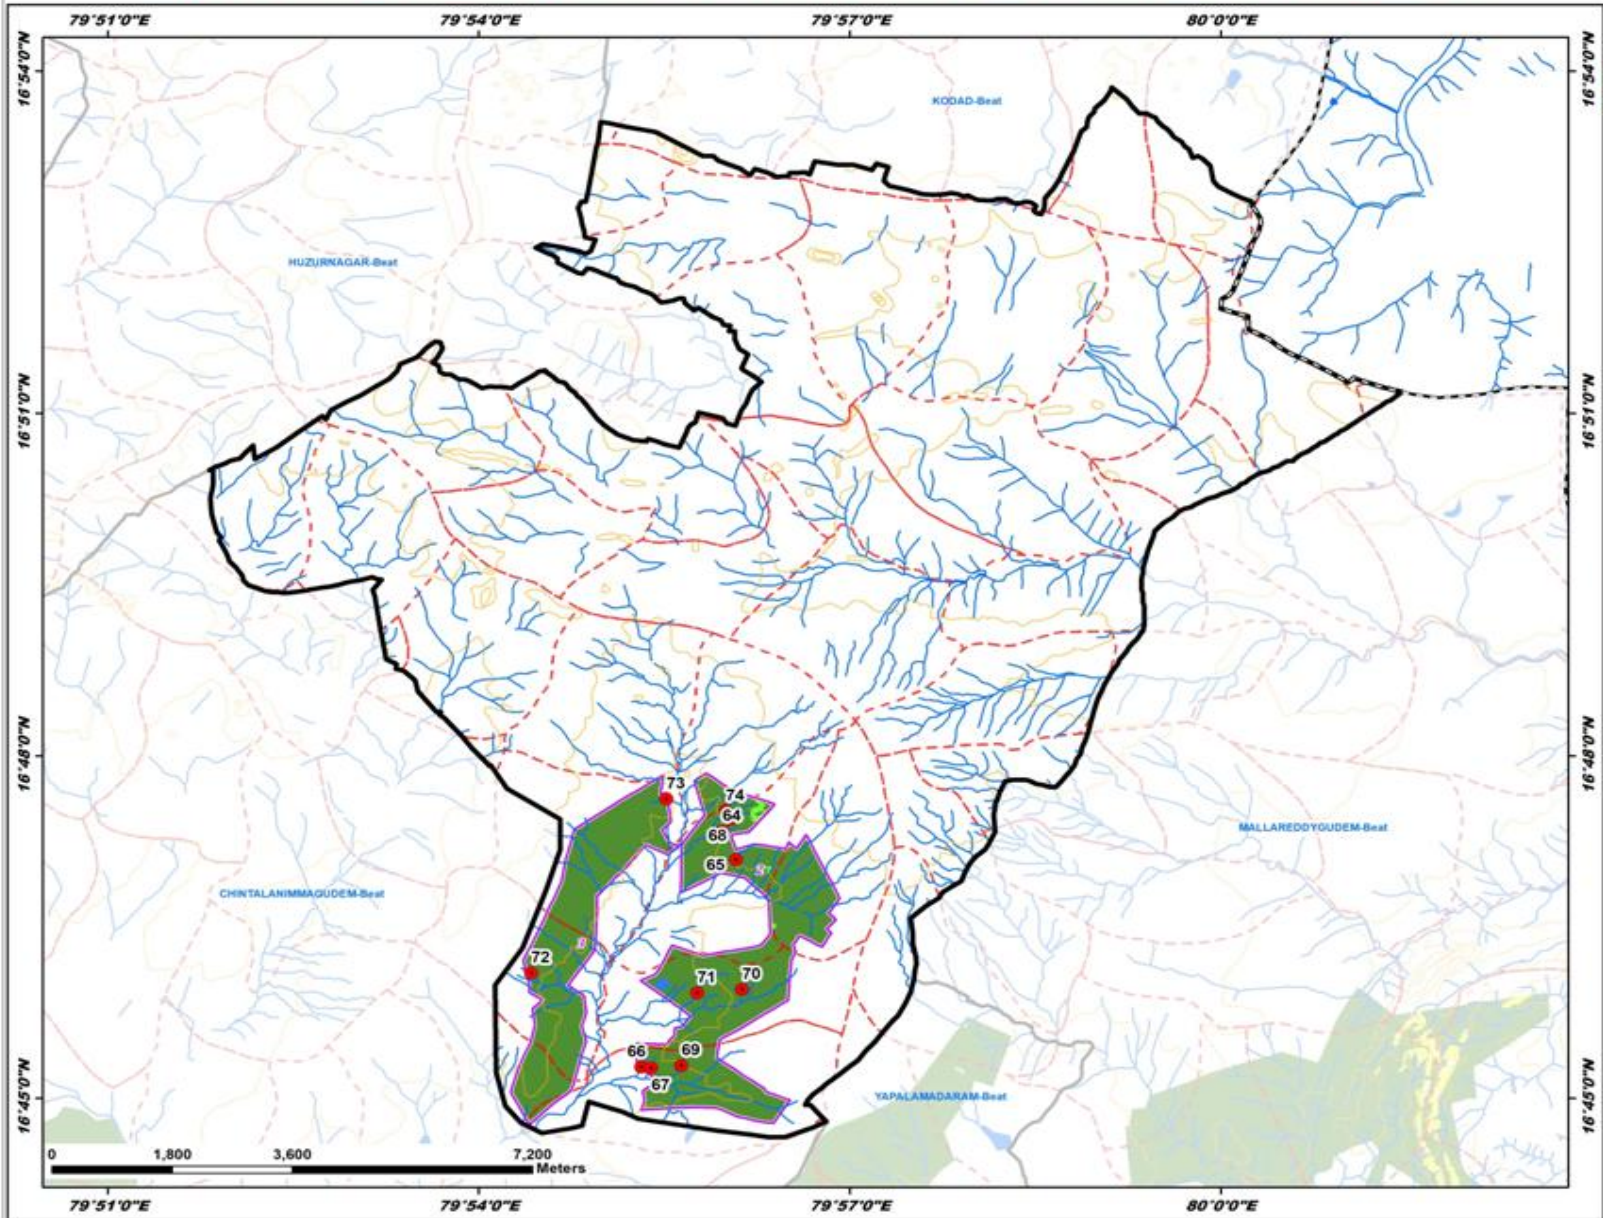 79°51'0"E 79°54'0"E 79°57'0"E 80°0'0"E
16°54'0"N 16°54'0"N
KODAD-Beat
HUZURNAGAR-Beat
16°51'0"N 16°51'0"N
16°48'0"N 16°48'0"N
73
74
64
68
65
2
MALLAREDDYGUDEM-Beat
CHINTALANIMMAGUDEM-Beat
72
71 70
66 69
67
YAPALAMADARAM-Beat
16°45'0"N 16°45'0"N
0 1,800 3,600 7,200
Meters
79°51'0"E 79°54'0"E 79°57'0"E 80°0'0"E